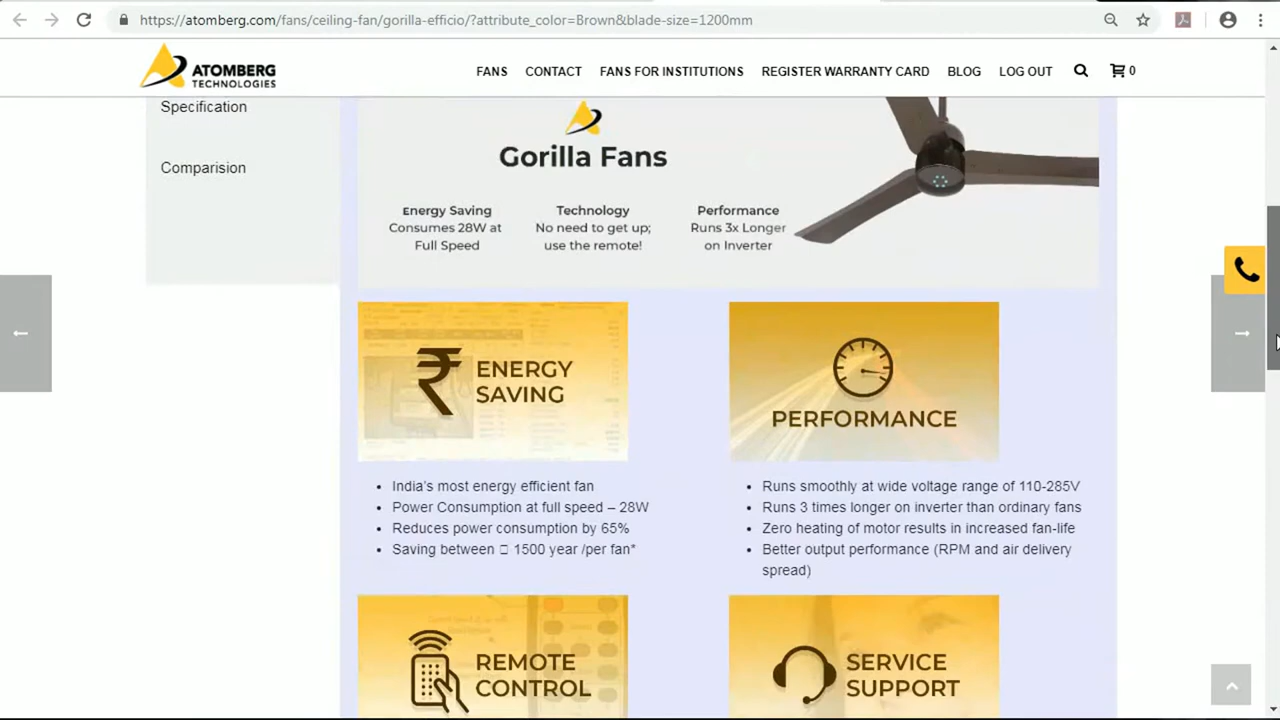 https://atomberg.com/fans/ceiling-fan/gorilla-efficio/?attribute_color=Brown&blade-size=1200mm
ATOMBERG
TECHNOLOGIES
FANS CONTACT FANS FOR INSTITUTIONS REGISTER WARRANTY CARD BLOG LOG OUT 0
Specification
Comparision
Gorilla Fans
Energy Saving
Consumes 28W at
Full Speed
Technology
No need to get up;
use the remote!
Performance
Runs 3x Longer
on Inverter
₹ ENERGY
SAVING
PERFORMANCE
• India's most energy efficient fan
• Power Consumption at full speed – 28W
• Reduces power consumption by 65%
• Saving between □ 1500 year /per fan*
• Runs smoothly at wide voltage range of 110-285V
• Runs 3 times longer on inverter than ordinary fans
• Zero heating of motor results in increased fan-life
• Better output performance (RPM and air delivery
spread)
REMOTE
CONTROL
SERVICE
SUPPORT